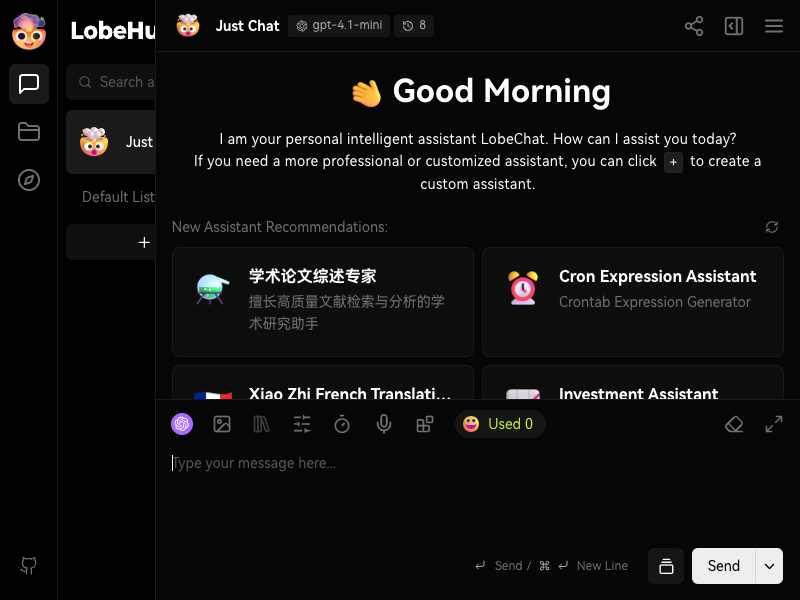 LobeHu
Just Chat
gpt-4.1-mini
8
Search a
Just
Default List
Good Morning
I am your personal intelligent assistant LobeChat. How can I assist you today?
If you need a more professional or customized assistant, you can click + to create a
custom assistant.
New Assistant Recommendations:
学术论文综述专家
擅长高质量文献检索与分析的学
术研究助手
Cron Expression Assistant
Crontab Expression Generator
Xiao Zhi French Translati...
Investment Assistant
Used 0
Type your message here...
Send / ⌘ New Line
Send